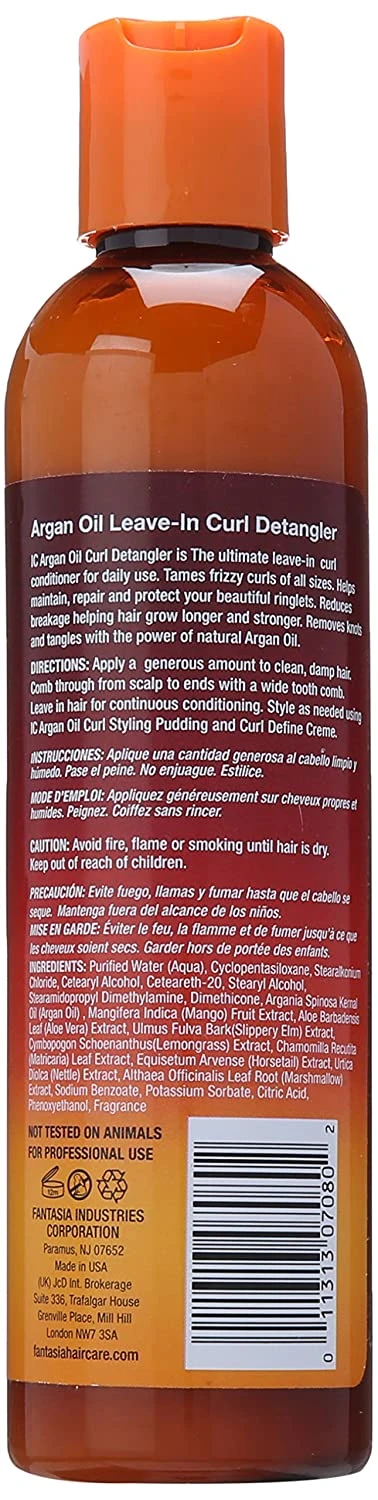 Argan Oil Leave-In Curl Detangler
IC Argan Oil Curl Detangler is The ultimate leave-in curl
conditioner for daily use. Tames frizzy curls of all sizes. Helps
maintain, repair and protect your beautiful ringlets. Reduces
breakage helping hair grow longer and stronger. Removes knots
and tangles with the power of natural Argan Oil.
DIRECTIONS: Apply a generous amount to clean, damp hair.
Comb through from scalp to ends with a wide tooth comb.
Leave in hair for continuous conditioning. Style as needed using
IC Argan Oil Curl Styling Pudding and Curl Define Creme.
INSTRUCCIONES: Aplique una cantidad generosa al cabello limpio y
húmedo. Pase el peine. No enjuague. Estilice.
MODE D'EMPLOI: Appliquez généreusement sur cheveux propres et
humides. Peignez. Coiffez sans rincer.
CAUTION: Avoid fire, flame or smoking until hair is dry.
Keep out of reach of children.
PRECAUCIÓN: Evite fuego, llamas y fumar hasta que el cabello se
seque. Mantenga fuera del alcance de los niños.
MISE EN GARDE: Éviter le feu, la flamme et de fumer jusqu'à ce que
les cheveux soient secs. Garder hors de portée des enfants.
INGREDIENTS: Purified Water (Aqua), Cyclopentasiloxane, Stearalkonium
Chloride, Cetearyl Alcohol, Ceteareth-20, Stearyl Alcohol,
Stearamidopropyl Dimethylamine, Dimethicone, Argania Spinosa Kernal
Oil (Argan Oil) , Mangifera Indica (Mango) Fruit Extract, Aloe Barbadensis
Leaf (Aloe Vera) Extract, Ulmus Fulva Bark(Slippery Elm) Extract,
Cymbopogon Schoenanthus(Lemongrass) Extract, Chamomilla Recutita
(Matricaria) Leaf Extract, Equisetum Arvense (Horsetail) Extract, Urtica
Diolca (Nettle) Extract, Althaea Officinalis Leaf Root (Marshmallow)
Extract, Sodium Benzoate, Potassium Sorbate, Citric Acid,
Phenoxyethanol, Fragrance
NOT TESTED ON ANIMALS
FOR PROFESSIONAL USE
12m
FANTASIA INDUSTRIES
CORPORATION
Paramus, NJ 07652
Made in USA
(UK) JcD Int. Brokerage
Suite 336, Trafalgar House
Grenville Place, Mill Hill
London NW7 3SA
fantasiahaircare.com
0 11313 07080 2